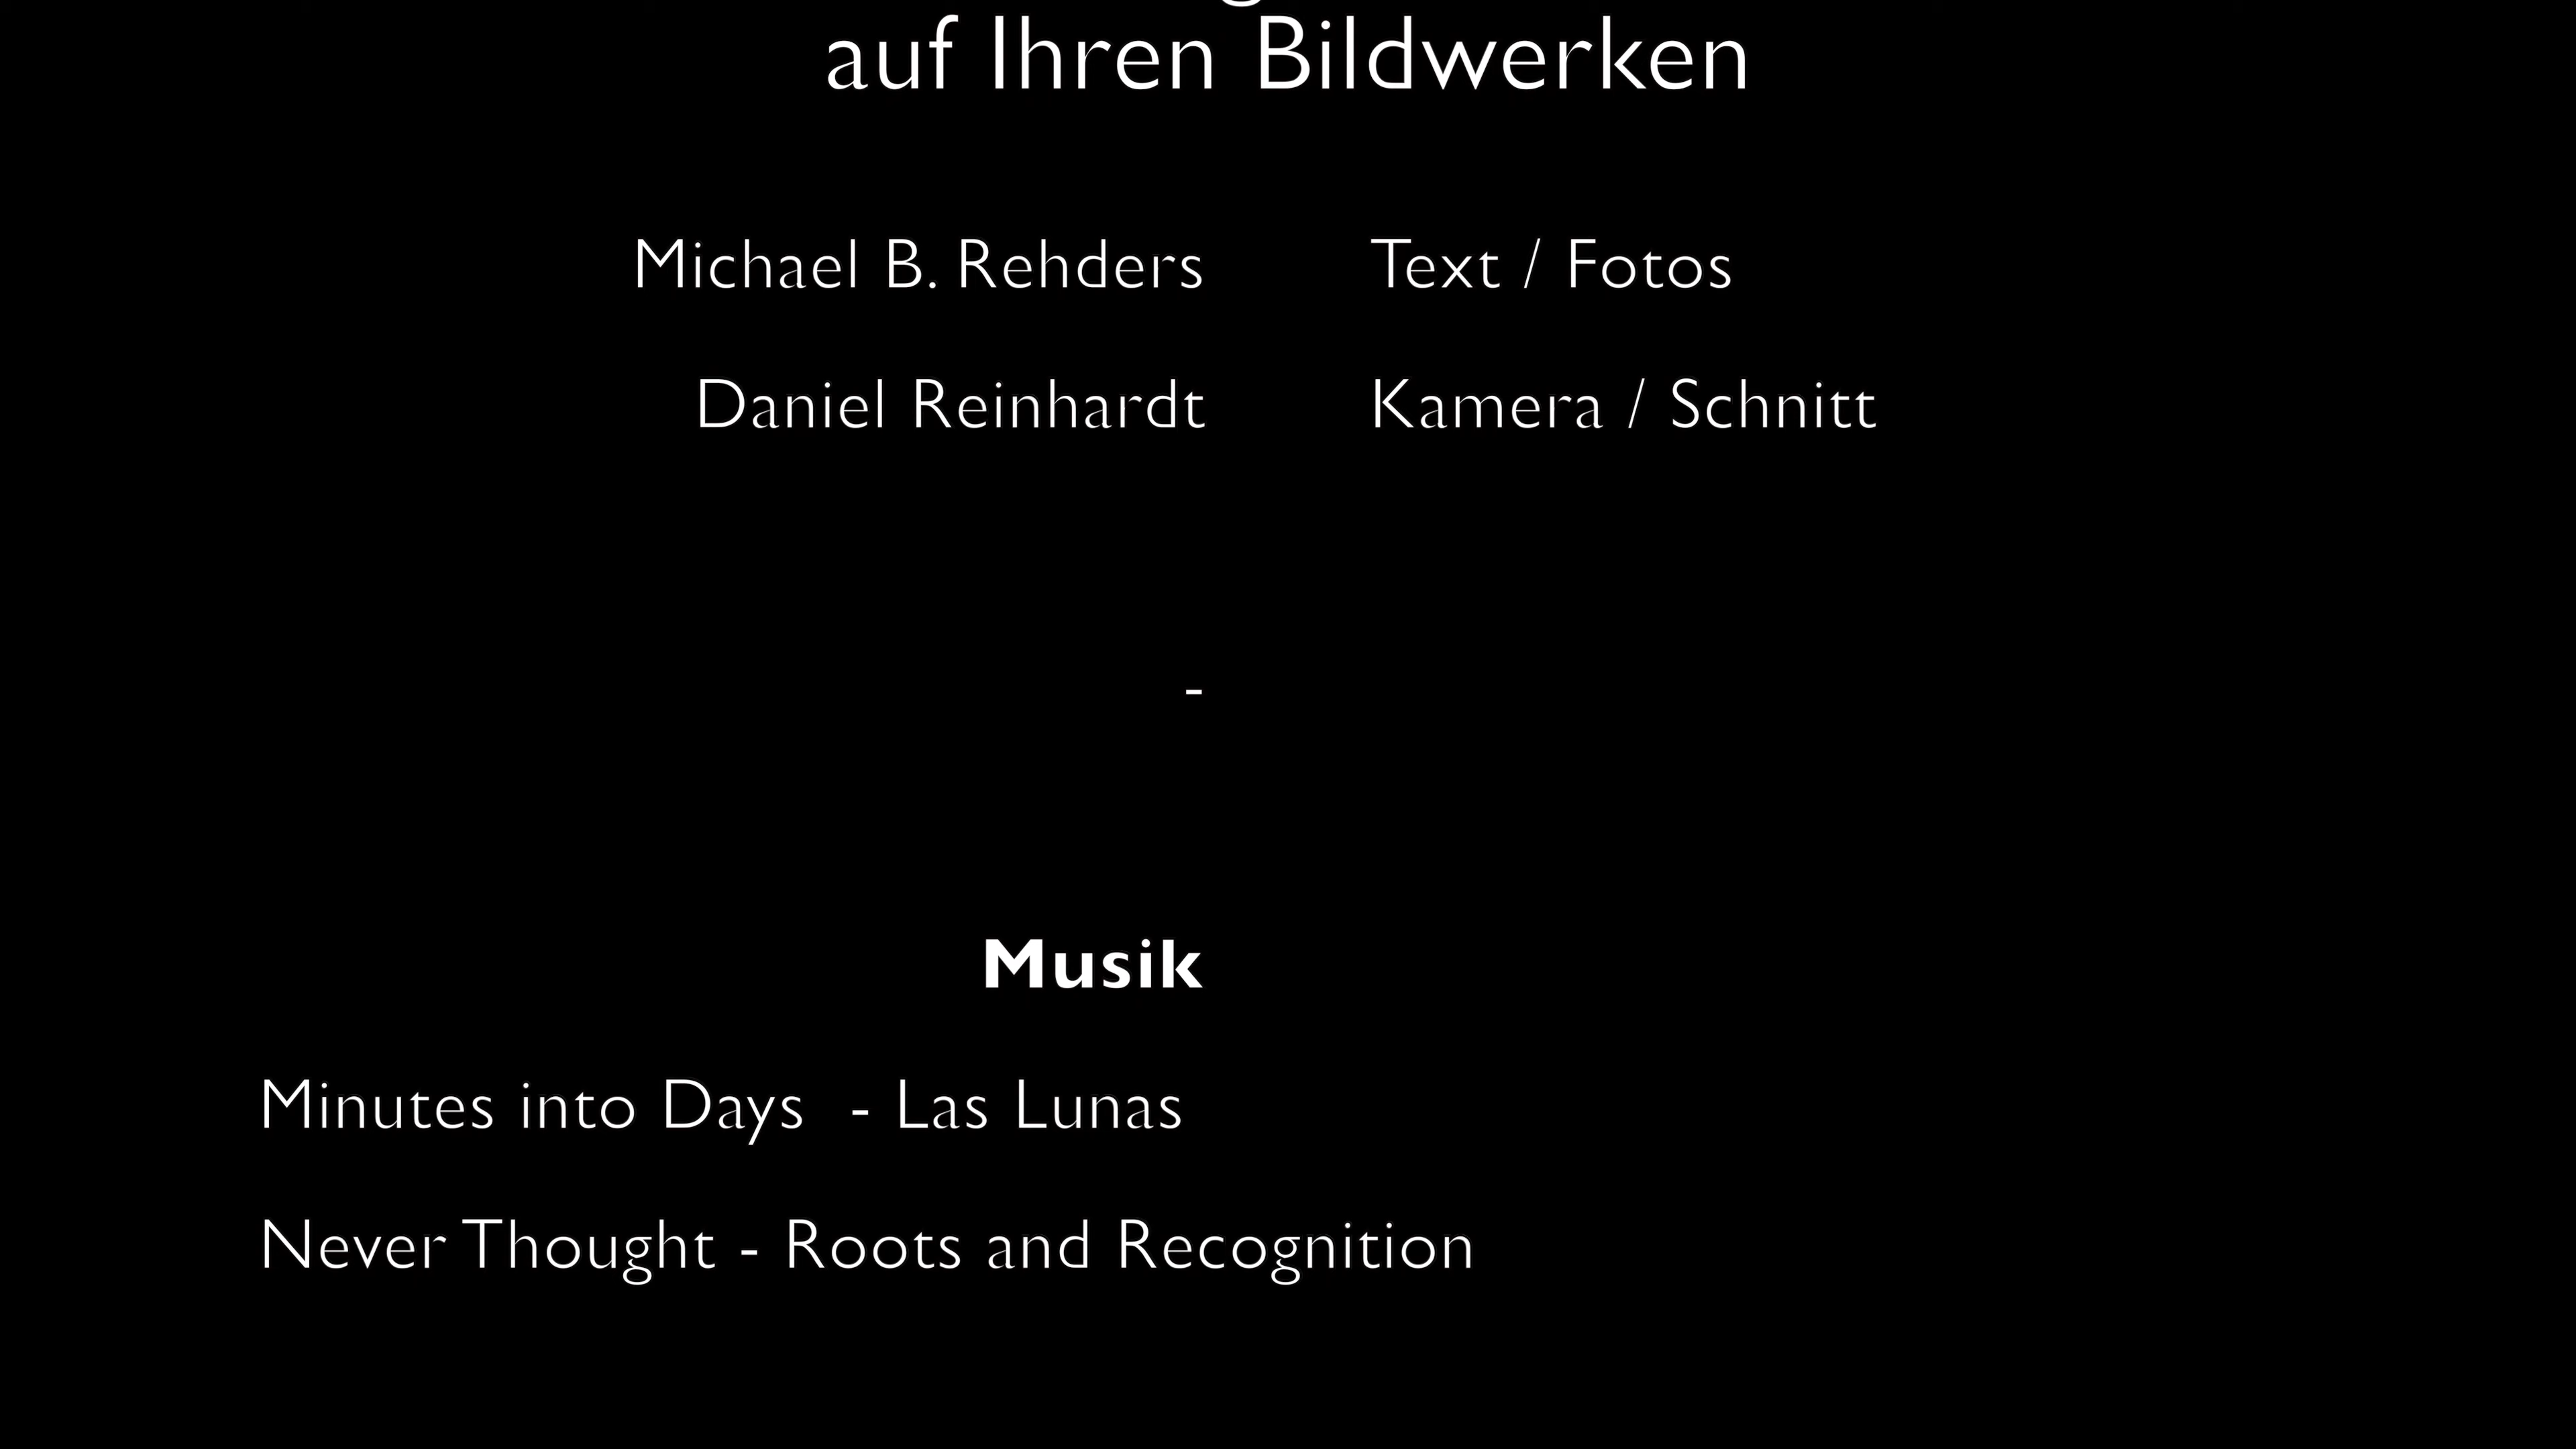 auf Ihren Bildwerken
Michael B. Rehders Text / Fotos
Daniel Reinhardt Kamera / Schnitt
-
Musik
Minutes into Days - Las Lunas
Never Thought - Roots and Recognition